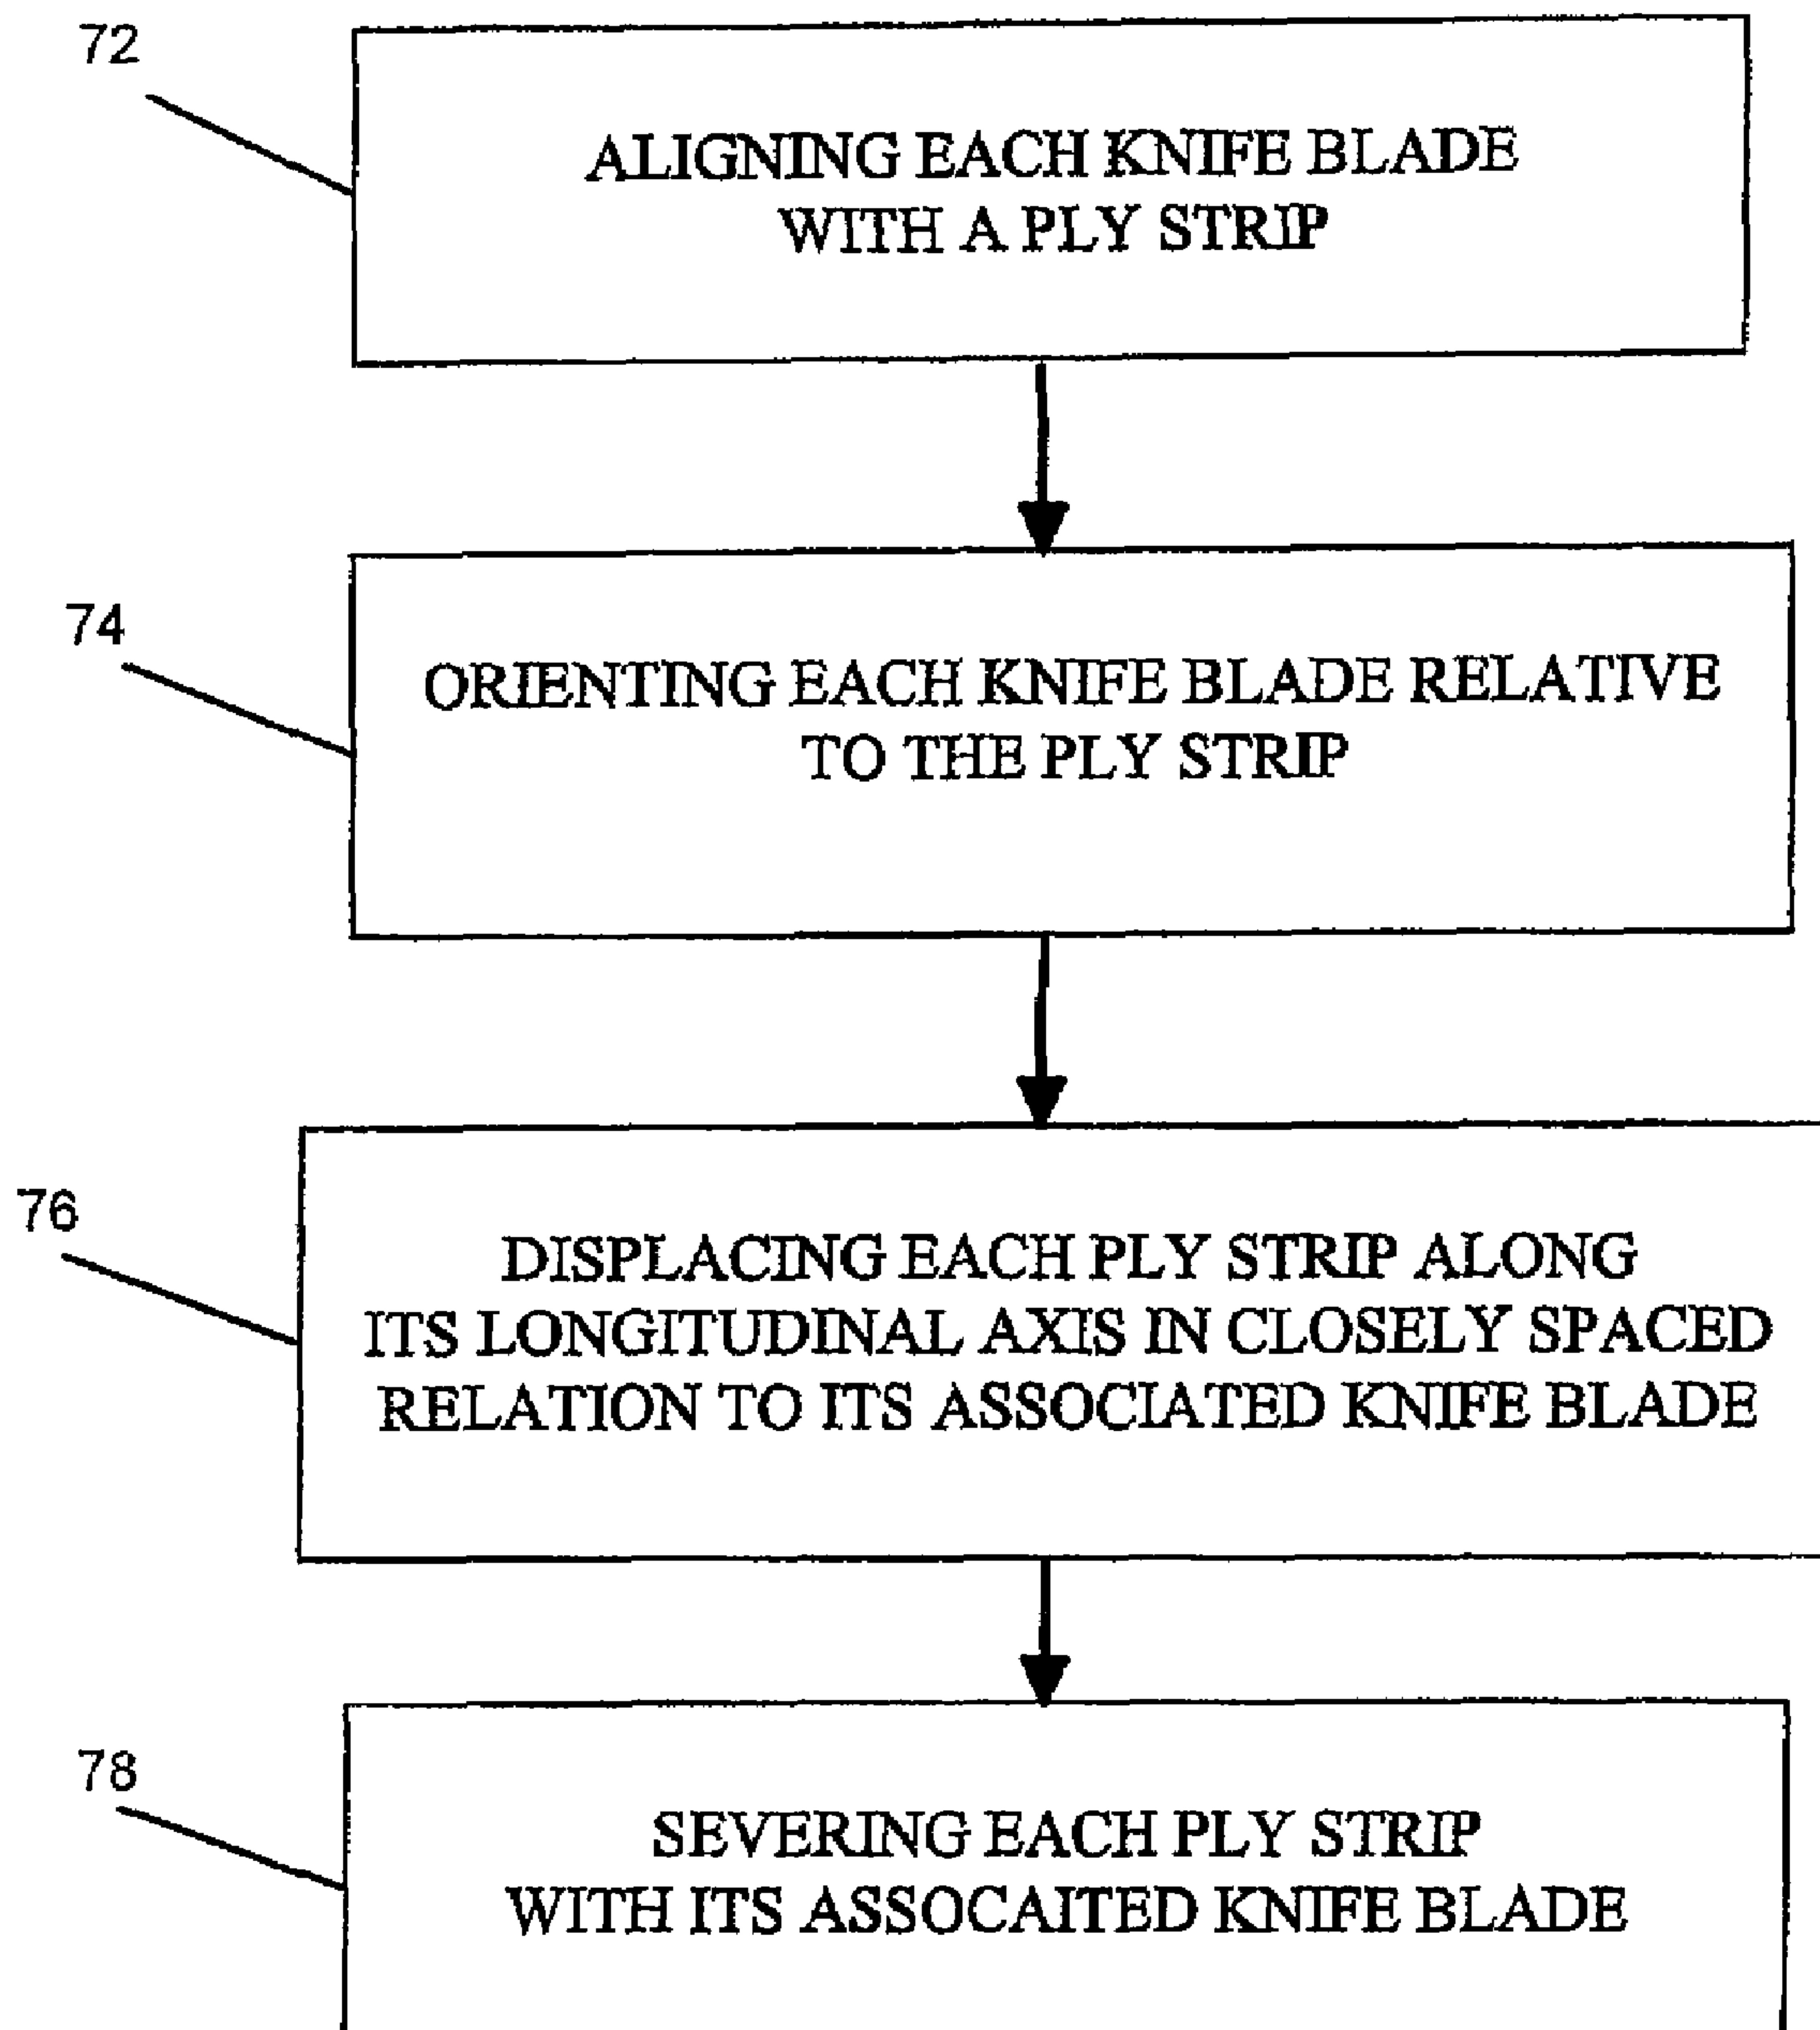 72
ALIGNING EACH KNIFE BLADE
WITH A PLY STRIP
74
ORIENTING EACH KNIFE BLADE RELATIVE
TO THE PLY STRIP
76
DISPLACING EACH PLY STRIP ALONG
ITS LONGITUDINAL AXIS IN CLOSELY SPACED
RELATION TO ITS ASSOCIATED KNIFE BLADE
78
SEVERING EACH PLY STRIP
WITH ITS ASSOCAITED KNIFE BLADE